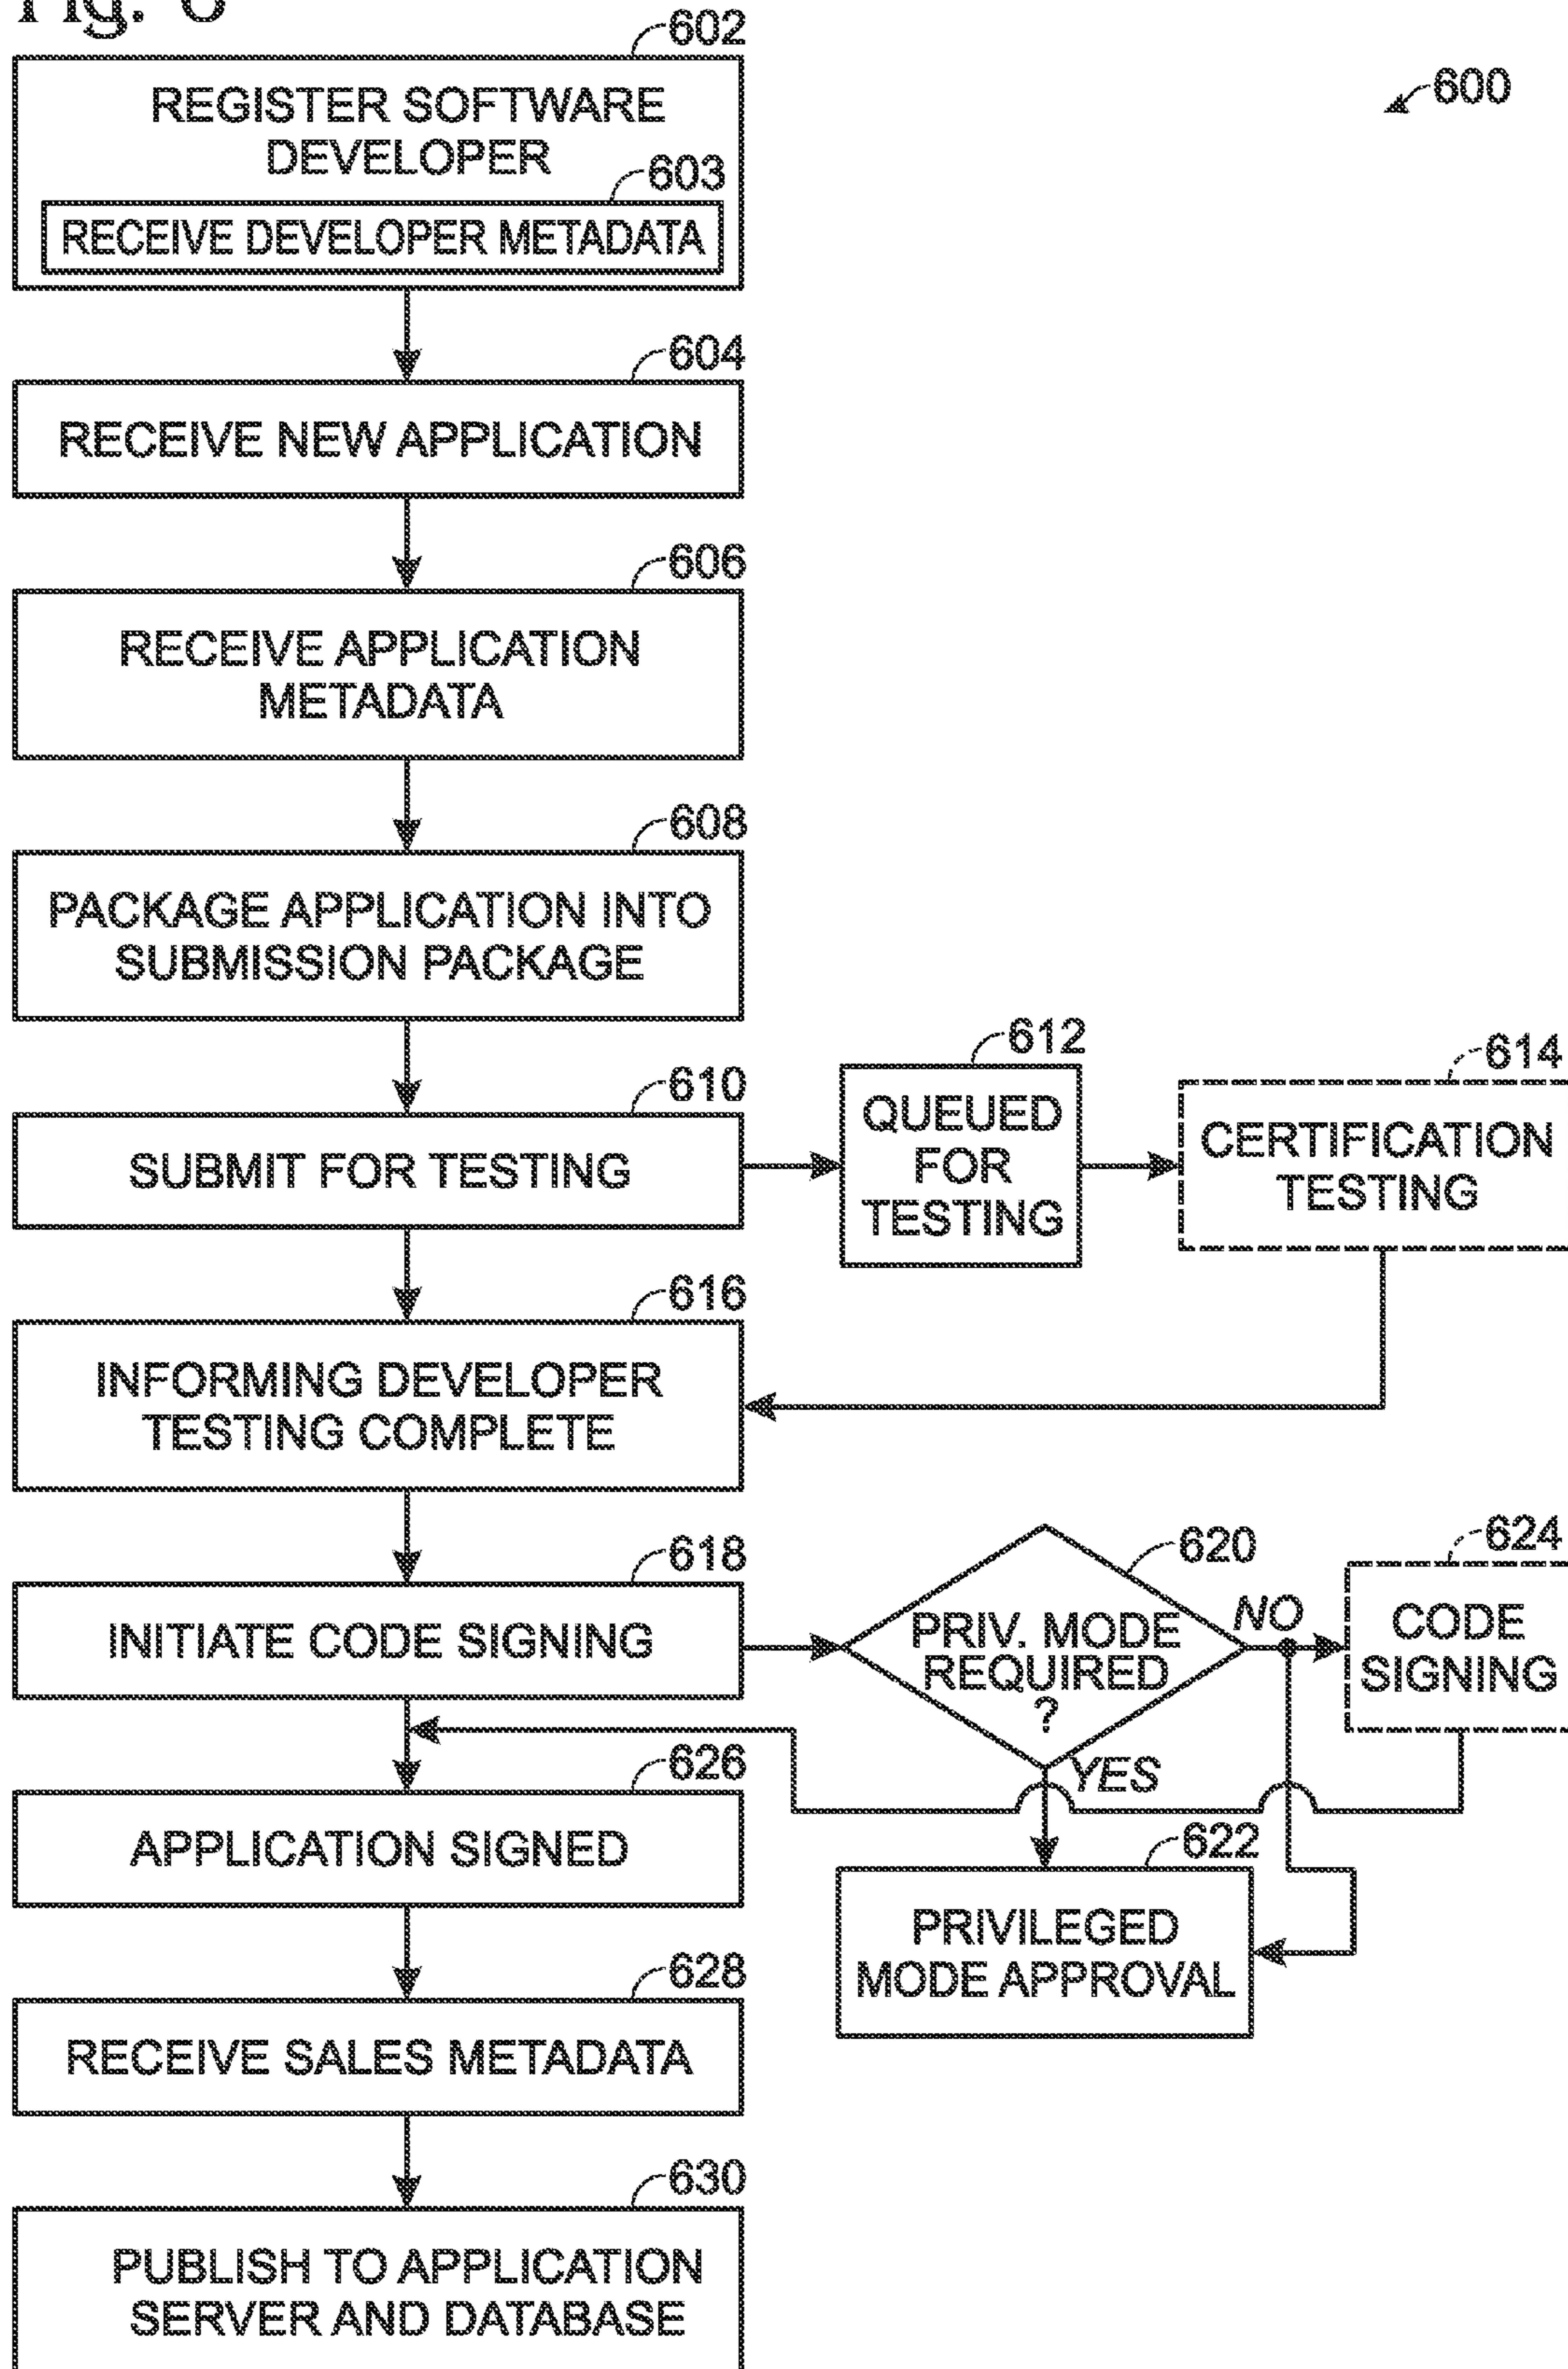 602
REGISTER SOFTWARE
DEVELOPER
603
RECEIVE DEVELOPER METADATA
600
604
RECEIVE NEW APPLICATION
606
RECEIVE APPLICATION
METADATA
608
PACKAGE APPLICATION INTO
SUBMISSION PACKAGE
610
SUBMIT FOR TESTING
612
QUEUED
FOR
TESTING
614
CERTIFICATION
TESTING
616
INFORMING DEVELOPER
TESTING COMPLETE
618
INITIATE CODE SIGNING
620
PRIV. MODE
REQUIRED
?
NO
YES
624
CODE
SIGNING
622
PRIVILEGED
MODE APPROVAL
626
APPLICATION SIGNED
628
RECEIVE SALES METADATA
630
PUBLISH TO APPLICATION
SERVER AND DATABASE